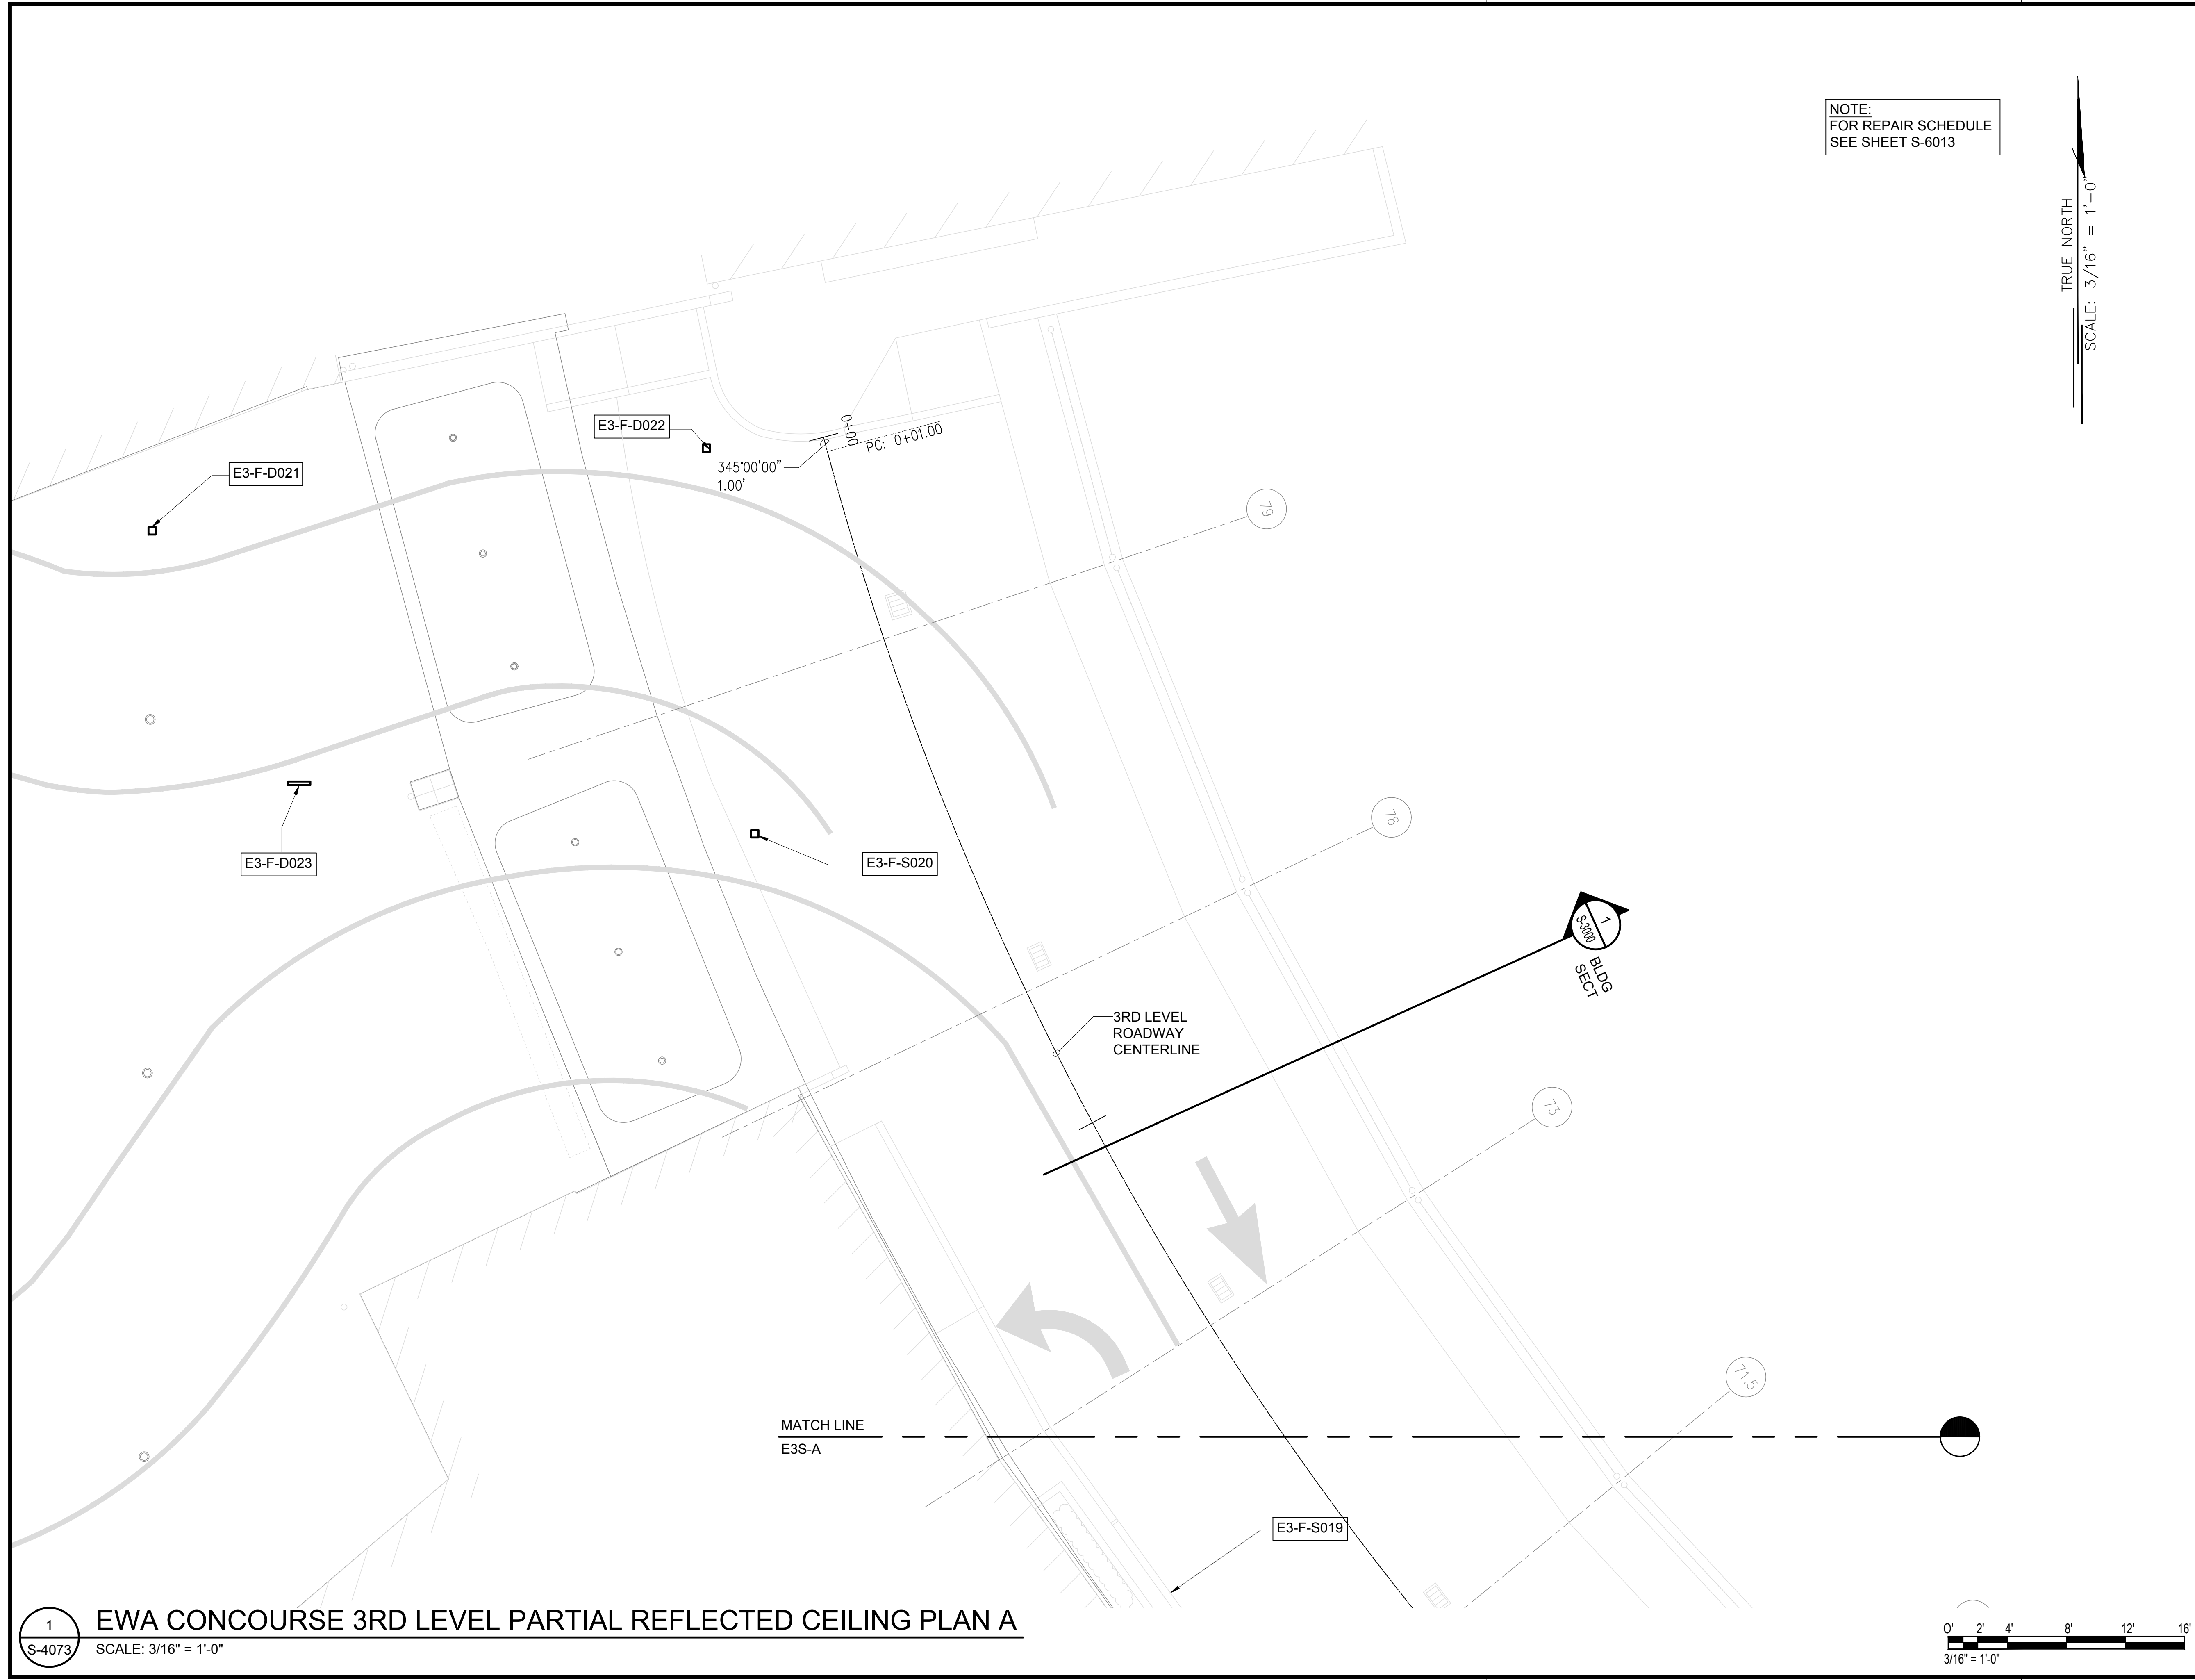 NOTE:
FOR REPAIR SCHEDULE
SEE SHEET S-6013
TRUE NORTH
SCALE: 3/16" = 1'-0"
E3-F-D022
0+00
PC: 0+01.00
345°00'00"
1.00'
E3-F-D021
79
78
E3-F-D023
E3-F-S020
1
S-3000
BLDG
SECT
3RD LEVEL
ROADWAY
CENTERLINE
73
71.5
MATCH LINE
E3S-A
E3-F-S019
1
S-4073
EWA CONCOURSE 3RD LEVEL PARTIAL REFLECTED CEILING PLAN A
SCALE: 3/16" = 1'-0"
O' 2' 4' 8' 12' 16'
3/16" = 1'-0"